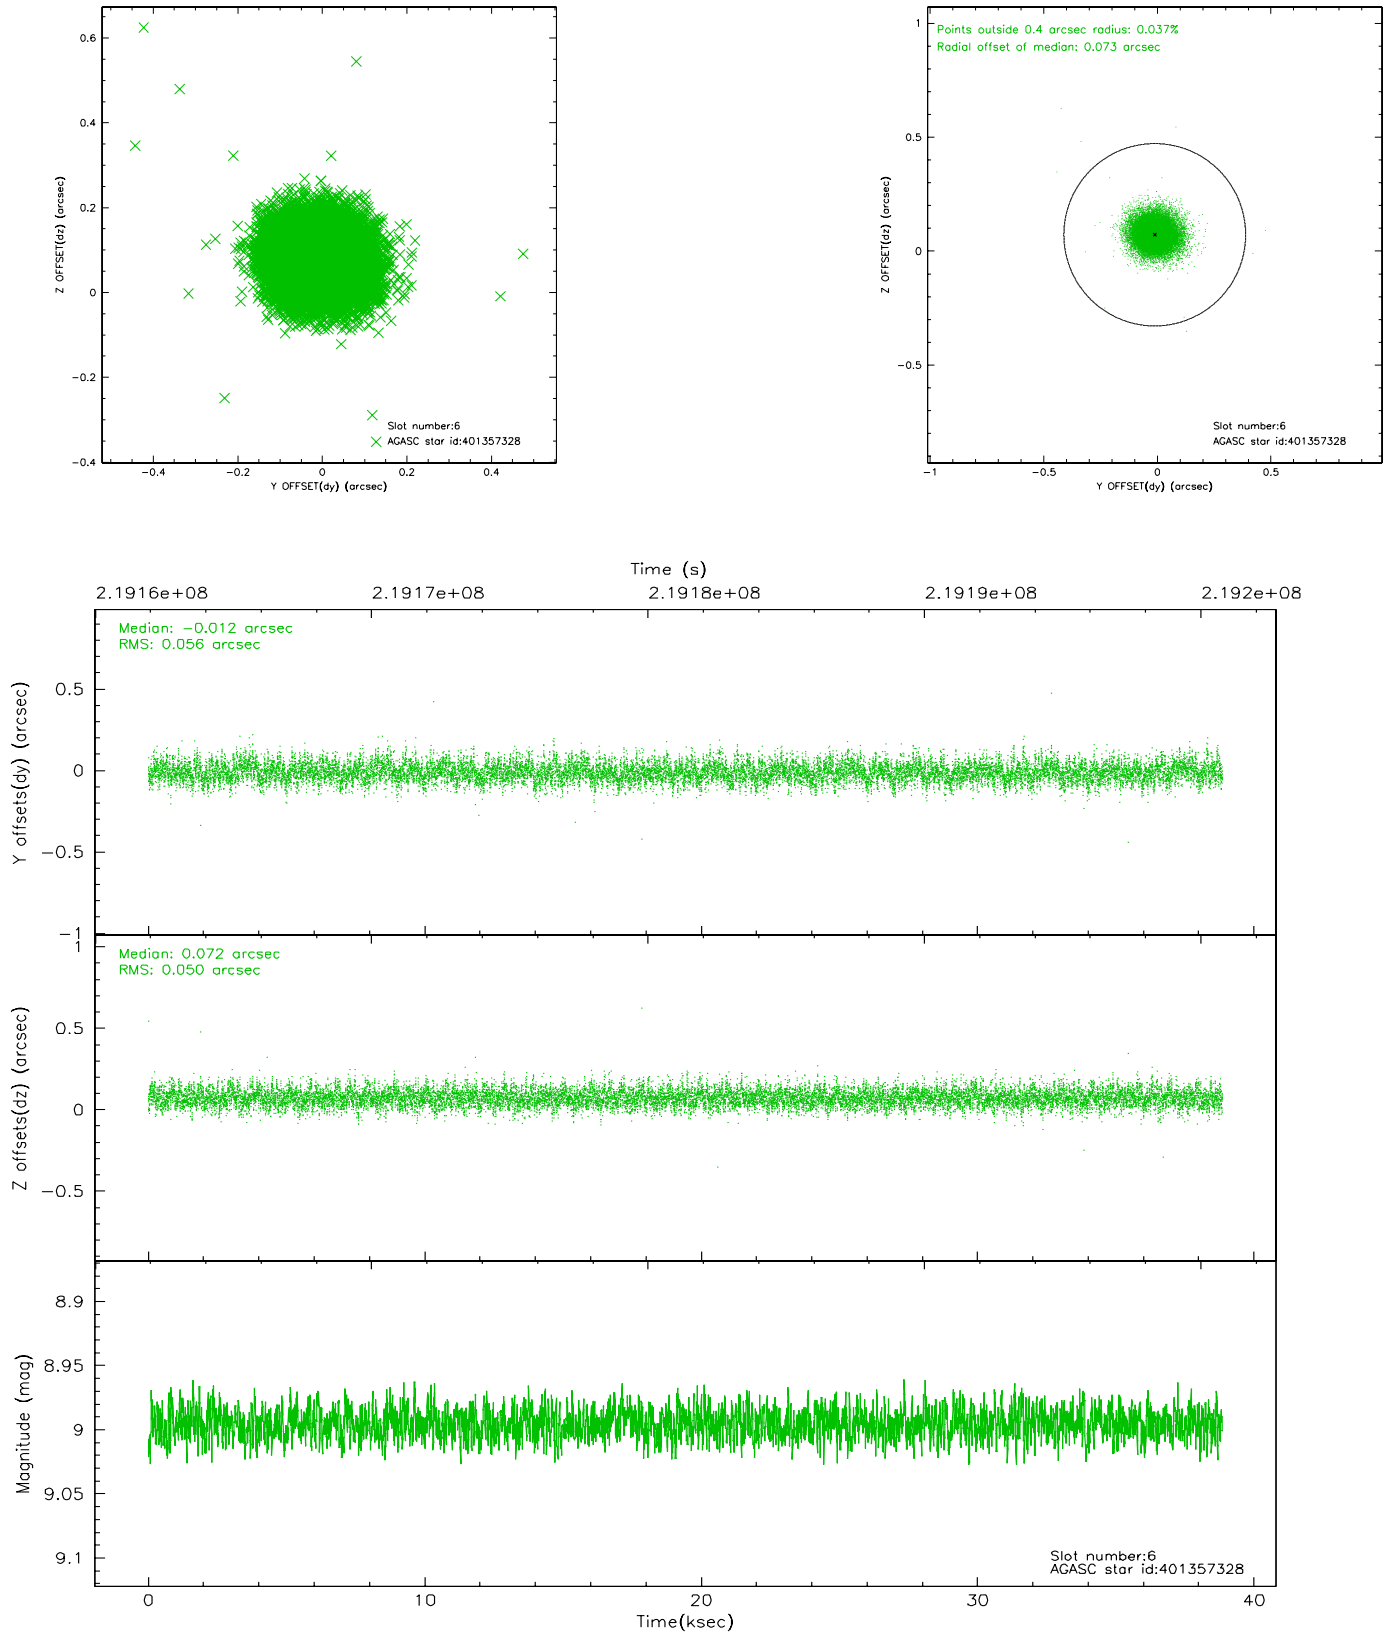 0.6
0.4
0.2
0
−0.2
−0.4
Z OFFSET(dz) (arcsec)
Slot number:6
AGASC star id:401357328
−0.4
−0.2
0
0.2
0.4
Y OFFSET(dy) (arcsec)
Points outside 0.4 arcsec radius: 0.037%
Radial offset of median: 0.073 arcsec
1
0.5
0
−0.5
Z OFFSET(dz) (arcsec)
Slot number:6
AGASC star id:401357328
−1
−0.5
0
0.5
Y OFFSET(dy) (arcsec)
Time (s)
2.1916e+08
2.1917e+08
2.1918e+08
2.1919e+08
2.192e+08
Median: −0.012 arcsec
RMS: 0.056 arcsec
0.5
0
−0.5
−1
Y offsets(dy) (arcsec)
Median: 0.072 arcsec
RMS: 0.050 arcsec
1
0.5
0
−0.5
Z offsets(dz) (arcsec)
8.9
8.95
9
9.05
9.1
Magnitude (mag)
Slot number:6
AGASC star id:401357328
0
10
20
30
40
Time(ksec)